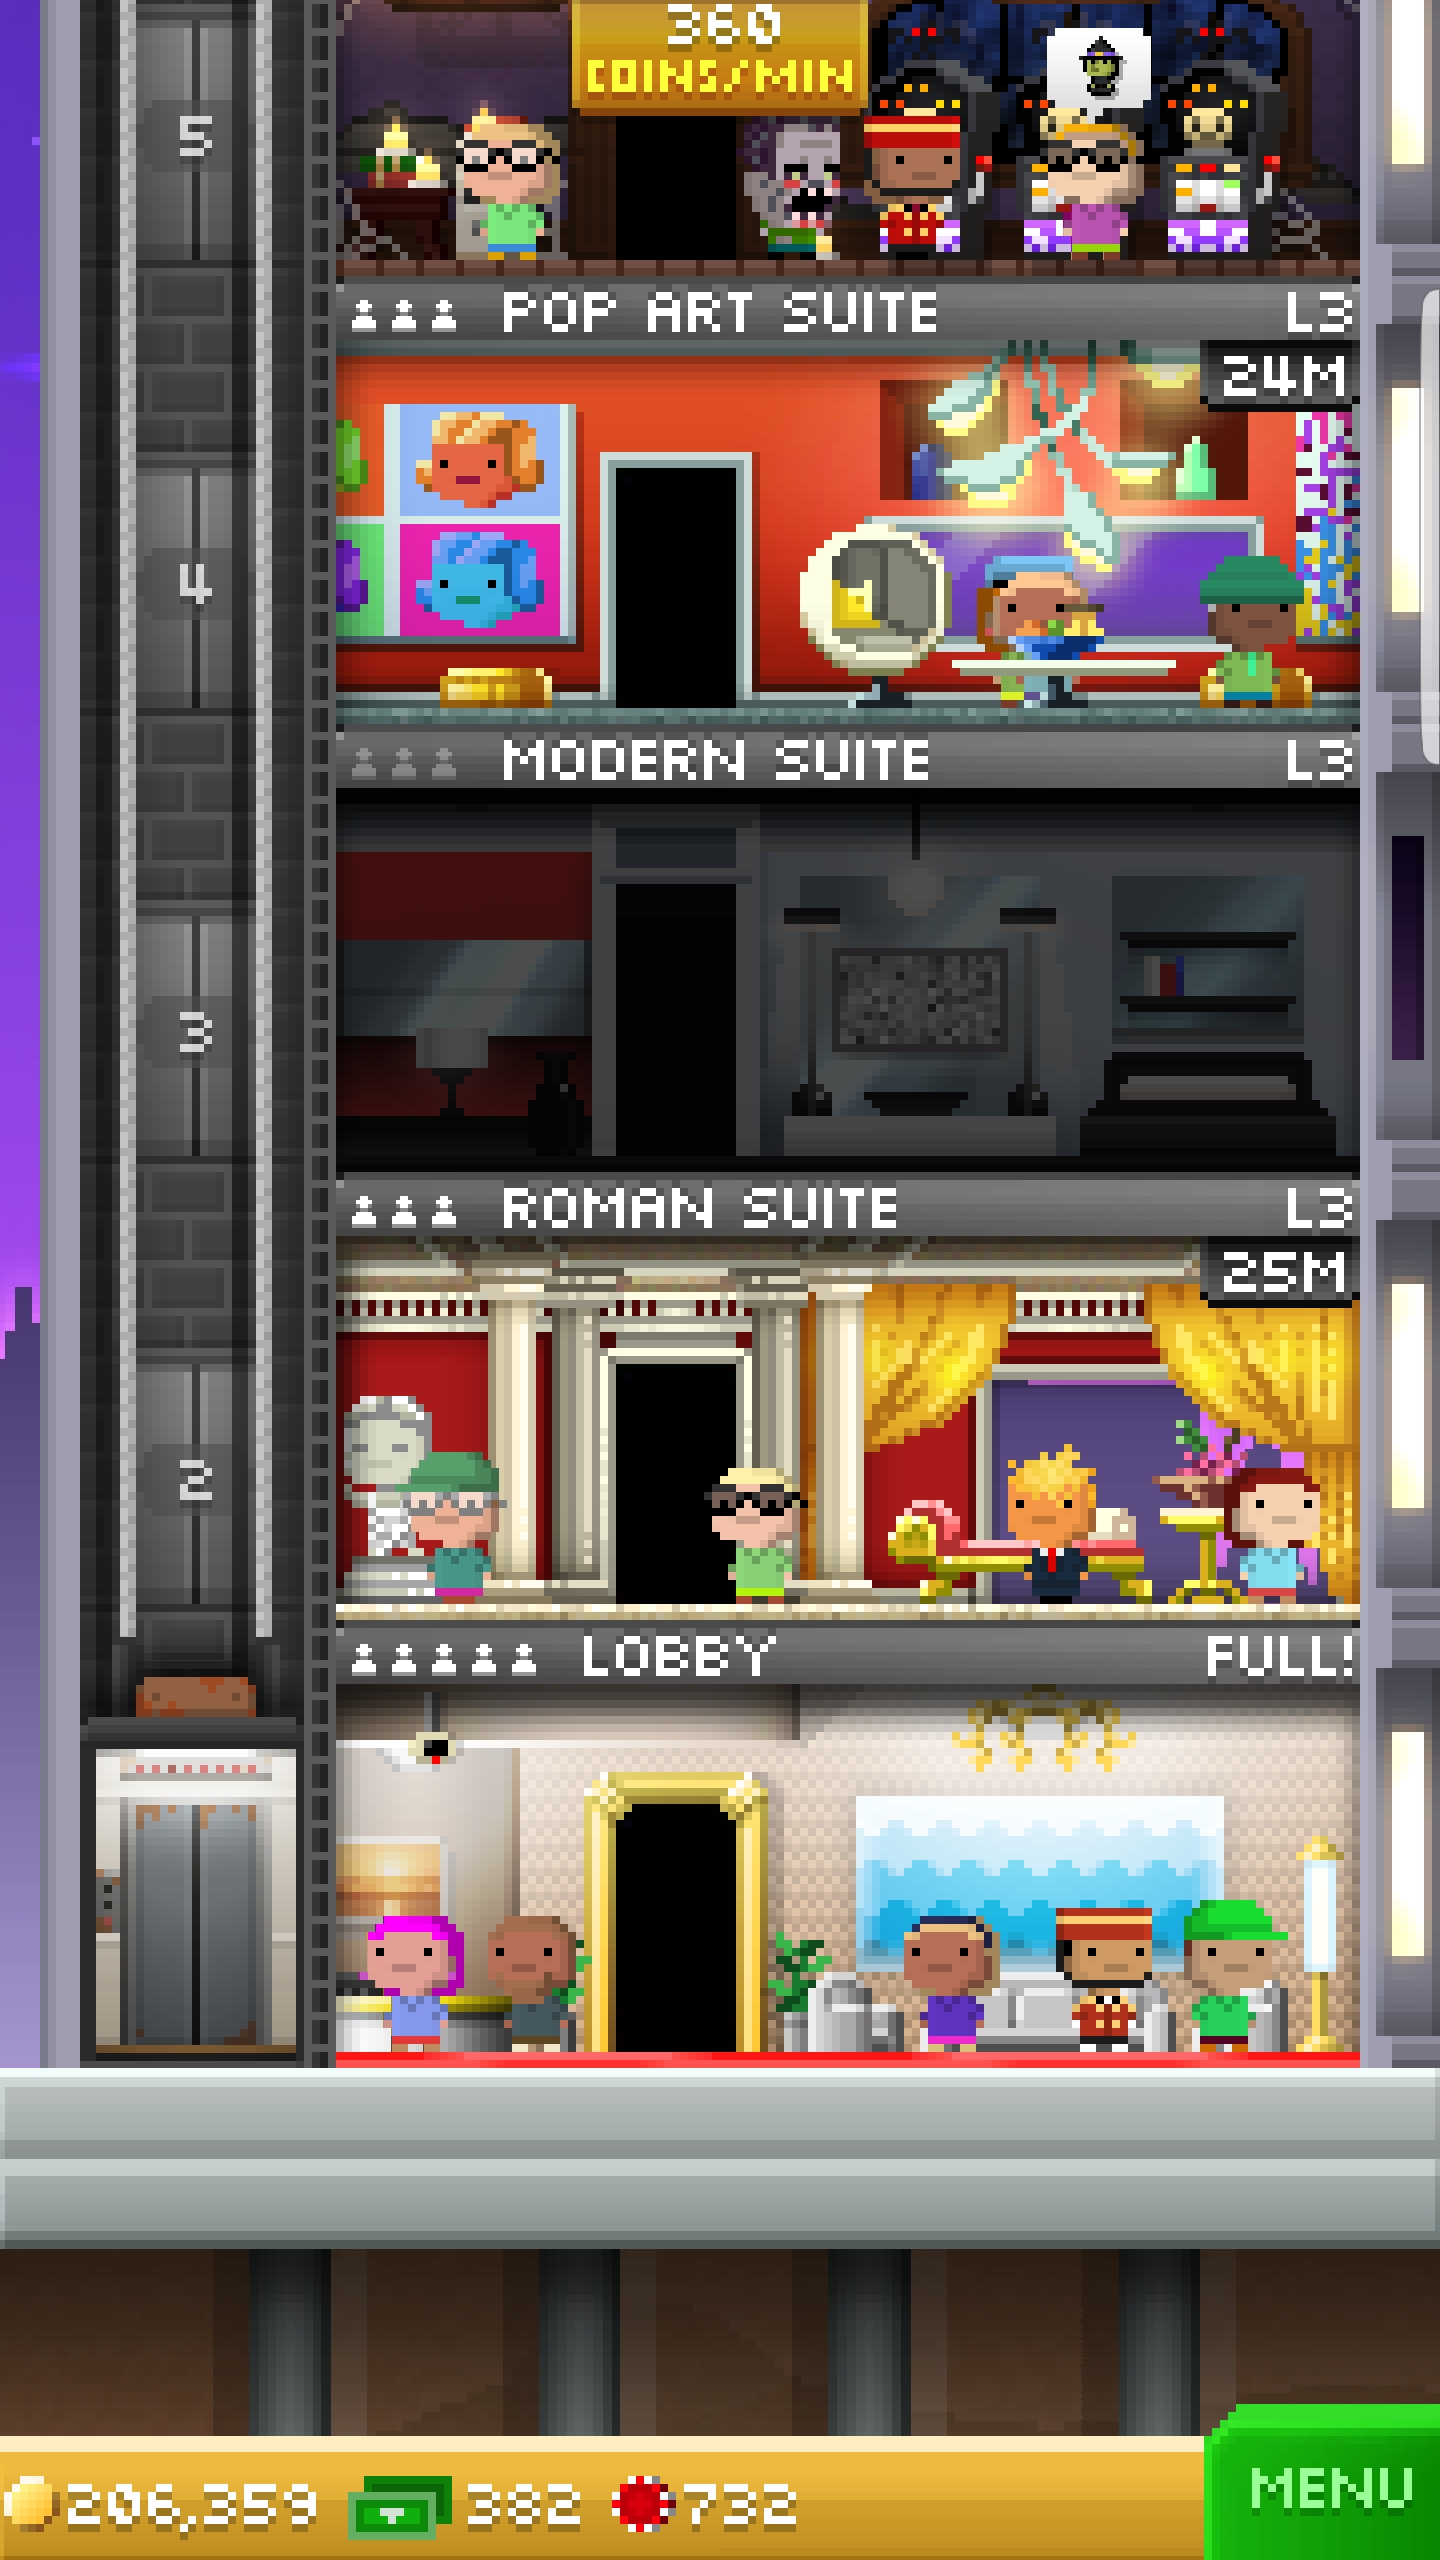 360
COINS/MIN
5
POP ART SUITE L3
24M
4
MODERN SUITE L3
3
ROMAN SUITE L3
25M
2
LOBBY FULL!
206,359 382 732
MENU